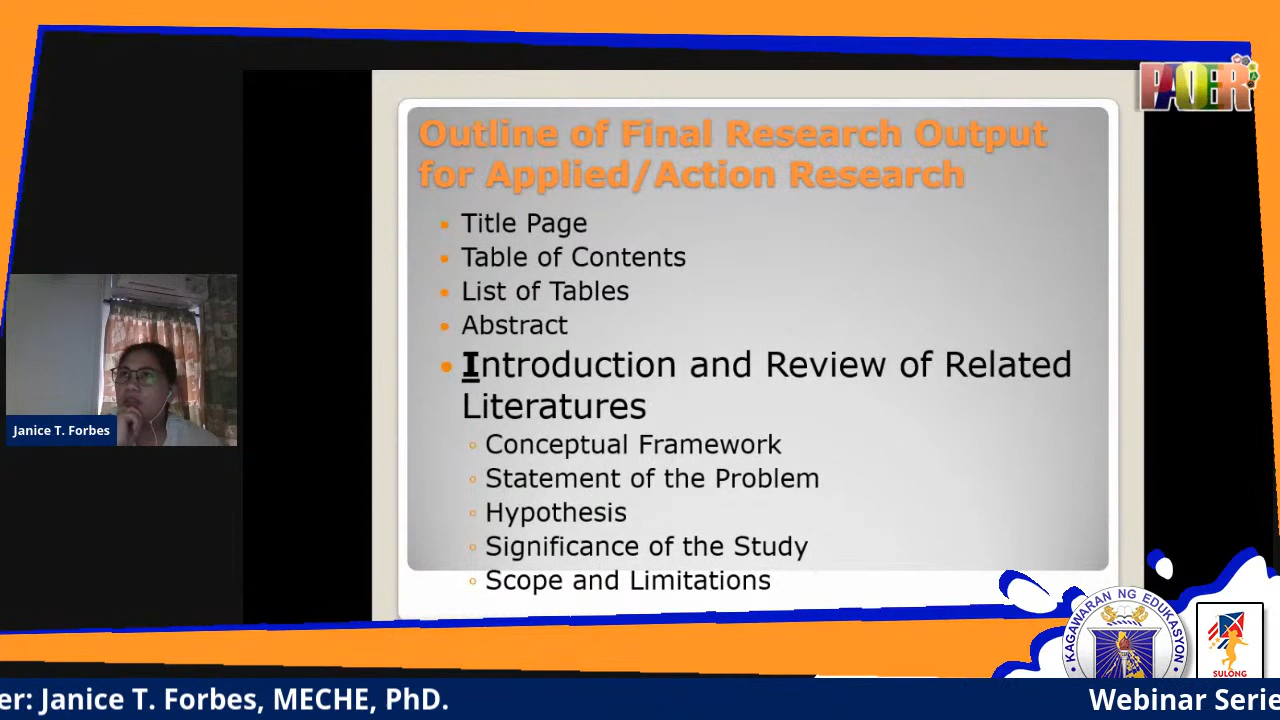 PAOER
Outline of Final Research Output
for Applied/Action Research
Title Page
Table of Contents
List of Tables
Abstract
Introduction and Review of Related
Literatures
Conceptual Framework
Statement of the Problem
Hypothesis
Significance of the Study
Scope and Limitations
Janice T. Forbes
KAGAWARAN NG EDUKASYON
SULONG
er: Janice T. Forbes, MECHE, PhD.
Webinar Serie